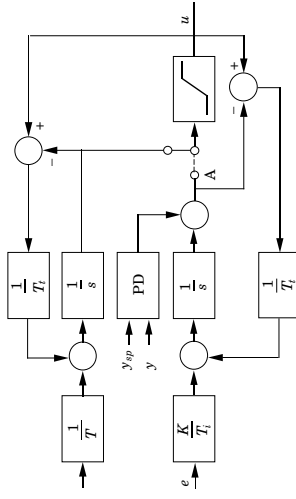 u
+
−
+
−
A
1/T_t
1/s
PD
1/s
1/T_t
y_sp
y
1/T
K/T_i
e